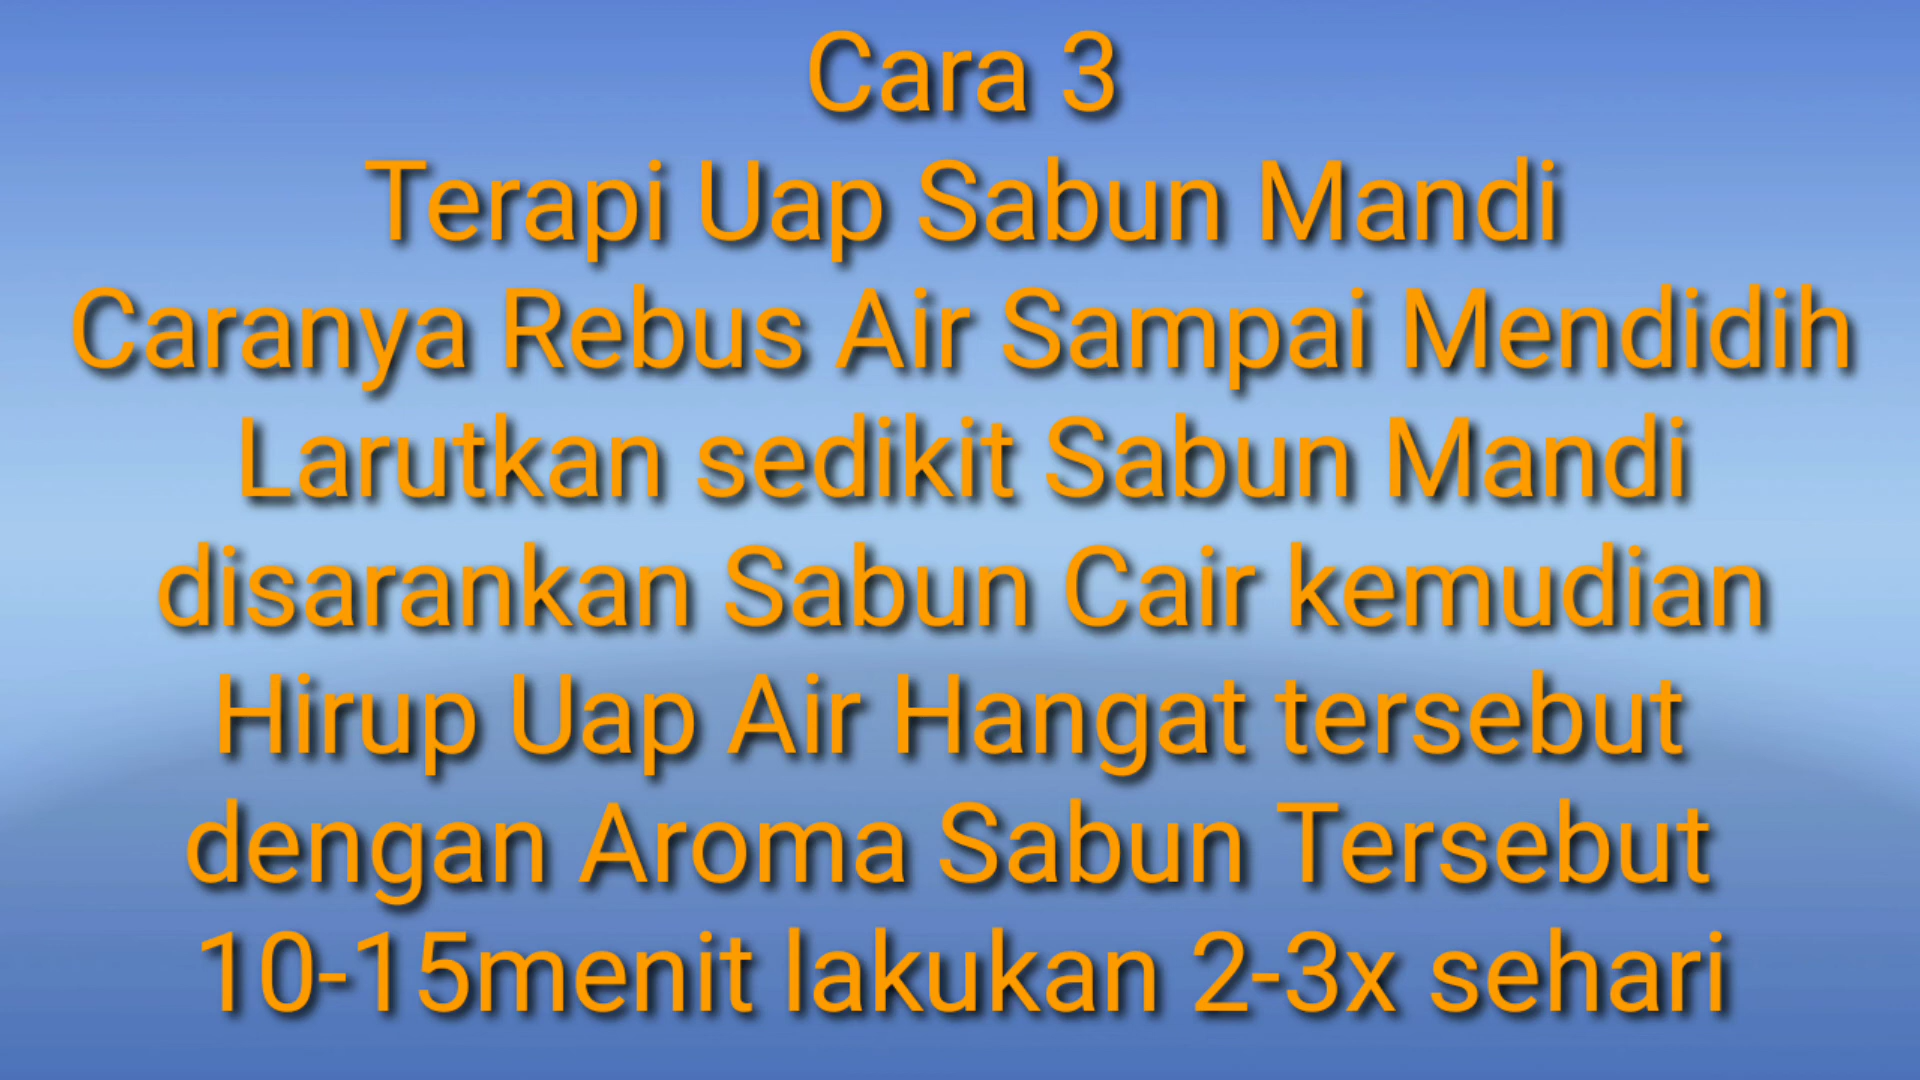 Cara 3
Terapi Uap Sabun Mandi
Caranya Rebus Air Sampai Mendidih
Larutkan sedikit Sabun Mandi
disarankan Sabun Cair kemudian
Hirup Uap Air Hangat tersebut
dengan Aroma Sabun Tersebut
10-15menit lakukan 2-3x sehari